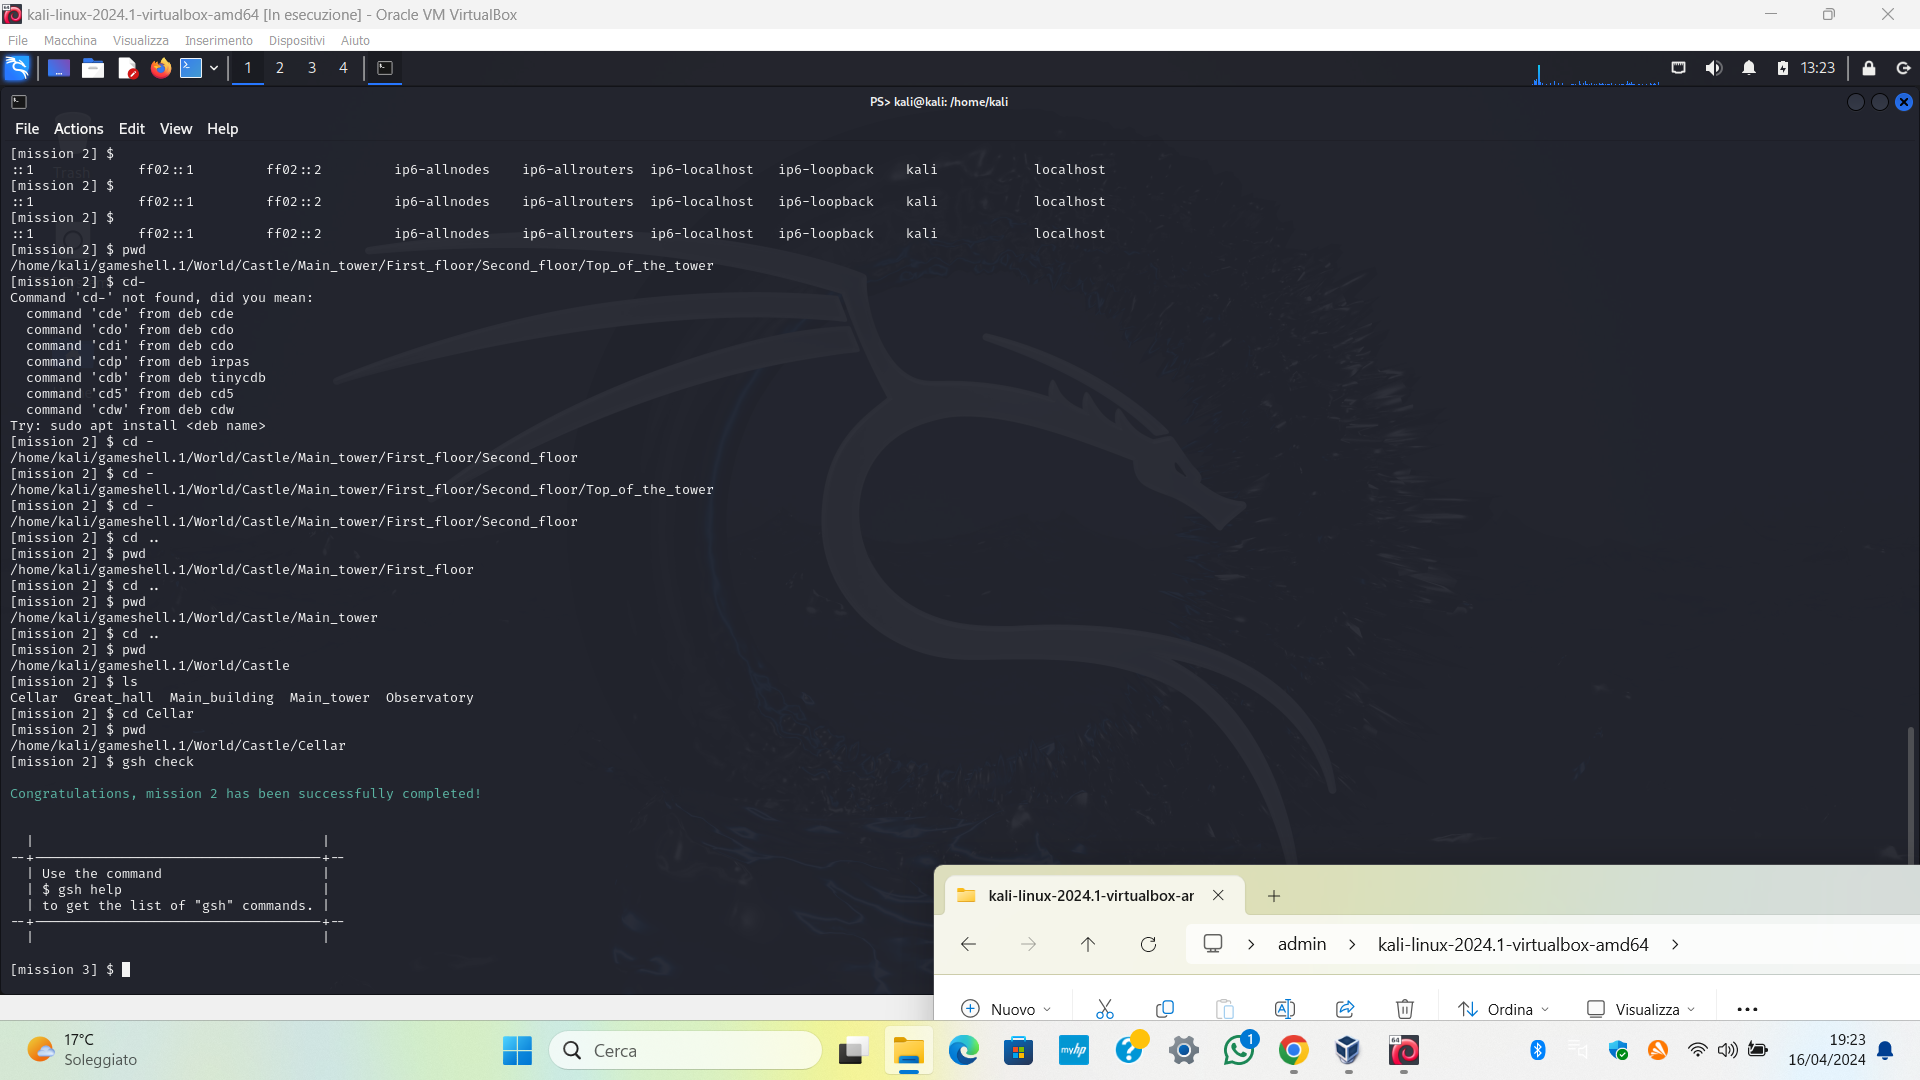 kali-linux-2024.1-virtualbox-amd64 [In esecuzione] - Oracle VM VirtualBox
File Macchina Visualizza Inserimento Dispositivi Aiuto
1 2 3 4 13:23
PS> kali@kali: /home/kali
File Actions Edit View Help
[mission 2] $
::1 ff02::1 ff02::2 ip6-allnodes ip6-allrouters ip6-localhost ip6-loopback kali localhost
[mission 2] $
::1 ff02::1 ff02::2 ip6-allnodes ip6-allrouters ip6-localhost ip6-loopback kali localhost
[mission 2] $
::1 ff02::1 ff02::2 ip6-allnodes ip6-allrouters ip6-localhost ip6-loopback kali localhost
[mission 2] $ pwd
/home/kali/gameshell.1/World/Castle/Main_tower/First_floor/Second_floor/Top_of_the_tower
[mission 2] $ cd-
Command 'cd-' not found, did you mean:
command 'cde' from deb cde
command 'cdo' from deb cdo
command 'cdi' from deb cdo
command 'cdp' from deb irpas
command 'cdb' from deb tinycdb
command 'cd5' from deb cd5
command 'cdw' from deb cdw
Try: sudo apt install <deb name>
[mission 2] $ cd -
/home/kali/gameshell.1/World/Castle/Main_tower/First_floor/Second_floor
[mission 2] $ cd -
/home/kali/gameshell.1/World/Castle/Main_tower/First_floor/Second_floor/Top_of_the_tower
[mission 2] $ cd -
/home/kali/gameshell.1/World/Castle/Main_tower/First_floor/Second_floor
[mission 2] $ cd ..
[mission 2] $ pwd
/home/kali/gameshell.1/World/Castle/Main_tower/First_floor
[mission 2] $ cd ..
[mission 2] $ pwd
/home/kali/gameshell.1/World/Castle/Main_tower
[mission 2] $ cd ..
[mission 2] $ pwd
/home/kali/gameshell.1/World/Castle
[mission 2] $ ls
Cellar Great_hall Main_building Main_tower Observatory
[mission 2] $ cd Cellar
[mission 2] $ pwd
/home/kali/gameshell.1/World/Castle/Cellar
[mission 2] $ gsh check
Congratulations, mission 2 has been successfully completed!
Use the command
$ gsh help
to get the list of "gsh" commands.
[mission 3] $
kali-linux-2024.1-virtualbox-ar
admin > kali-linux-2024.1-virtualbox-amd64 >
Nuovo Ordina Visualizza
17°C
Soleggiato
Cerca
myhp
1
64
19:23
16/04/2024